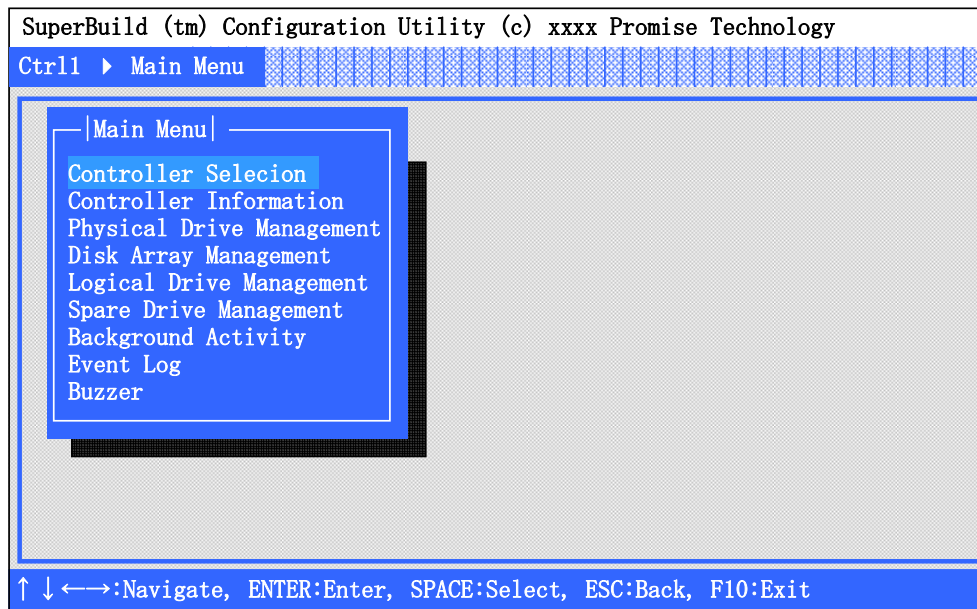 SuperBuild (tm) Configuration Utility (c) xxxx Promise Technology
Ctrl1 ▶ Main Menu
|Main Menu|
Controller Selecion
Controller Information
Physical Drive Management
Disk Array Management
Logical Drive Management
Spare Drive Management
Background Activity
Event Log
Buzzer
↑ ↓ ←→:Navigate, ENTER:Enter, SPACE:Select, ESC:Back, F10:Exit